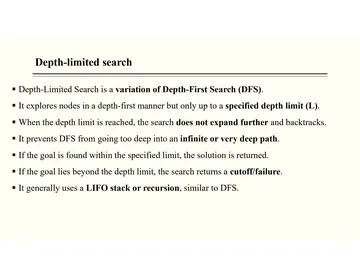 Depth-limited search
▪ Depth-Limited Search is a variation of Depth-First Search (DFS).
▪ It explores nodes in a depth-first manner but only up to a specified depth limit (L).
▪ When the depth limit is reached, the search does not expand further and backtracks.
▪ It prevents DFS from going too deep into an infinite or very deep path.
▪ If the goal is found within the specified limit, the solution is returned.
▪ If the goal lies beyond the depth limit, the search returns a cutoff/failure.
▪ It generally uses a LIFO stack or recursion, similar to DFS.